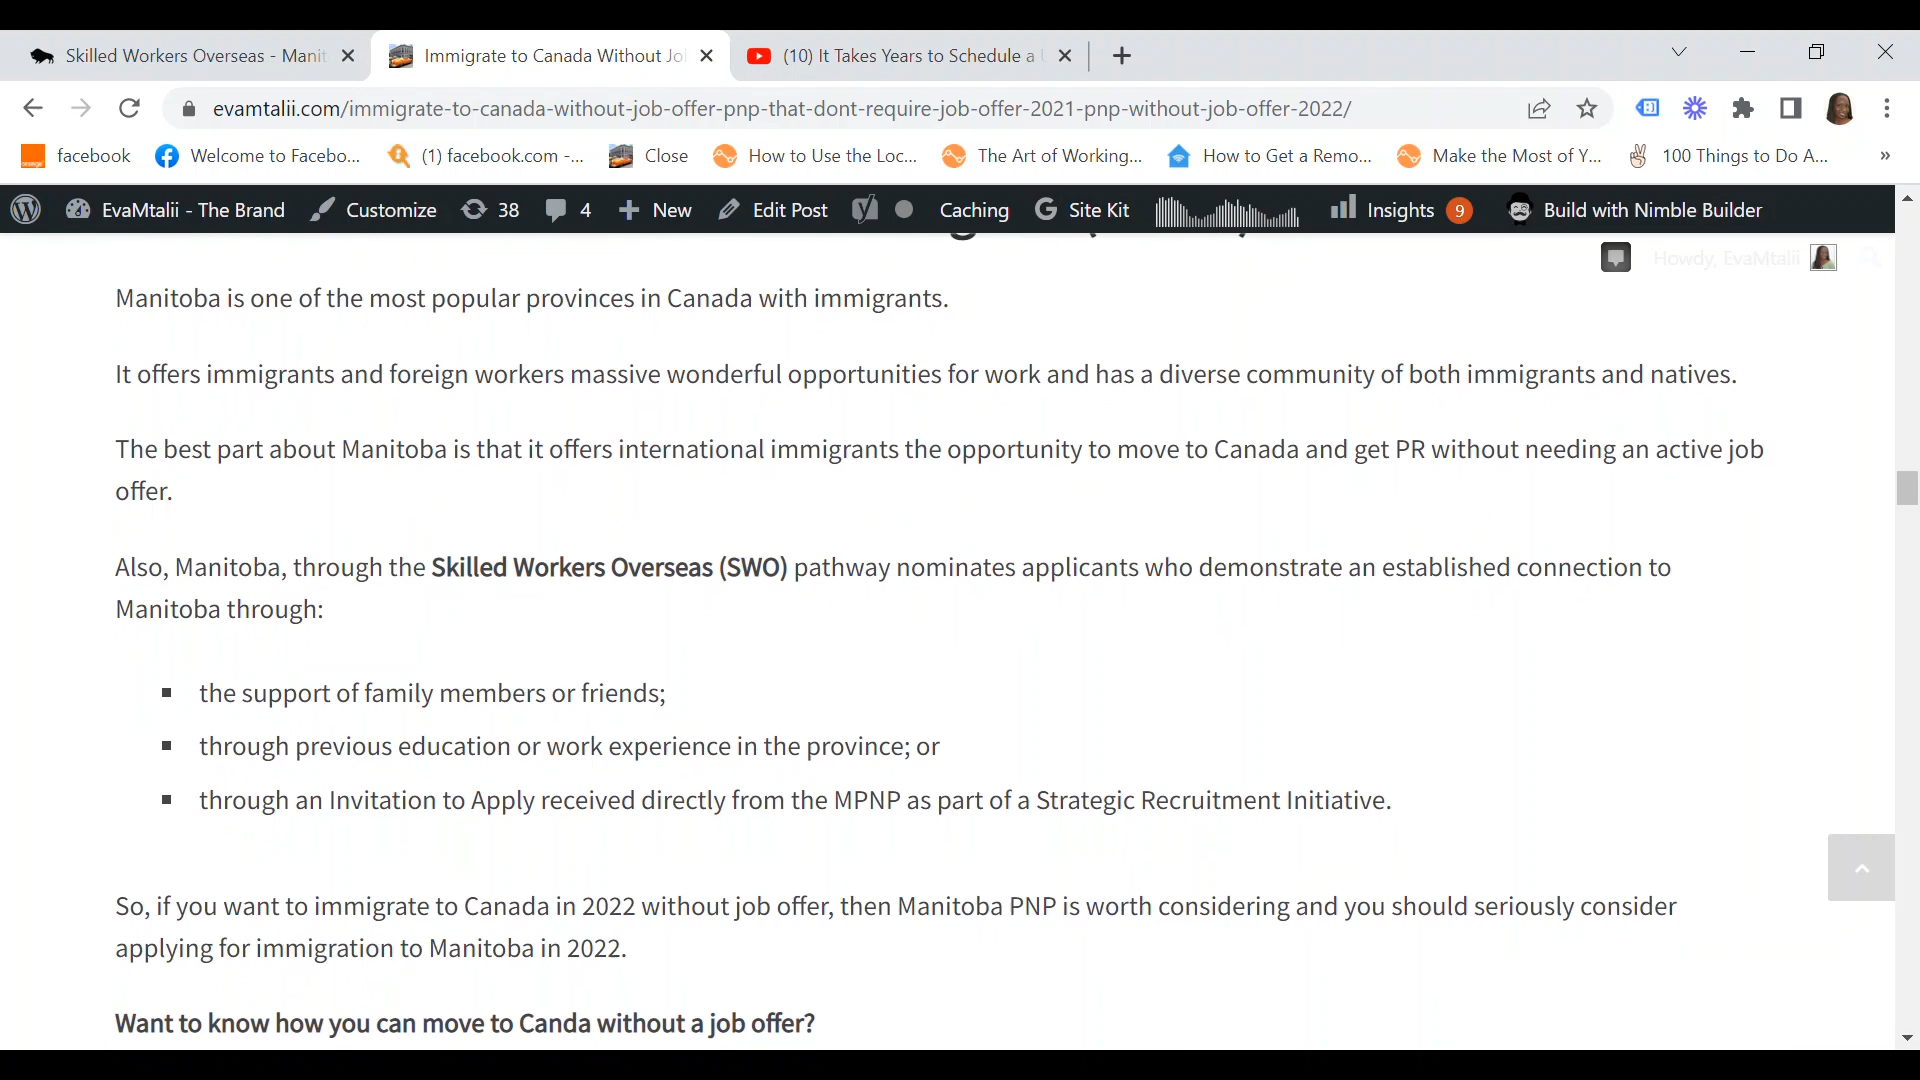 Skilled Workers Overseas - Manit
Immigrate to Canada Without Jo
(10) It Takes Years to Schedule a
evamtalii.com/immigrate-to-canada-without-job-offer-pnp-that-dont-require-job-offer-2021-pnp-without-job-offer-2022/
facebook
Welcome to Facebo...
(1) facebook.com -...
Close
How to Use the Loc...
The Art of Working...
How to Get a Remo...
Make the Most of Y...
100 Things to Do A...
»
EvaMtalii - The Brand
Customize
38
4
New
Edit Post
Caching
Site Kit
Insights 9
Build with Nimble Builder
Howdy, EvaMtalii
Manitoba is one of the most popular provinces in Canada with immigrants.
It offers immigrants and foreign workers massive wonderful opportunities for work and has a diverse community of both immigrants and natives.
The best part about Manitoba is that it offers international immigrants the opportunity to move to Canada and get PR without needing an active job
offer.
Also, Manitoba, through the Skilled Workers Overseas (SWO) pathway nominates applicants who demonstrate an established connection to
Manitoba through:
the support of family members or friends;
through previous education or work experience in the province; or
through an Invitation to Apply received directly from the MPNP as part of a Strategic Recruitment Initiative.
So, if you want to immigrate to Canada in 2022 without job offer, then Manitoba PNP is worth considering and you should seriously consider
applying for immigration to Manitoba in 2022.
Want to know how you can move to Canda without a job offer?